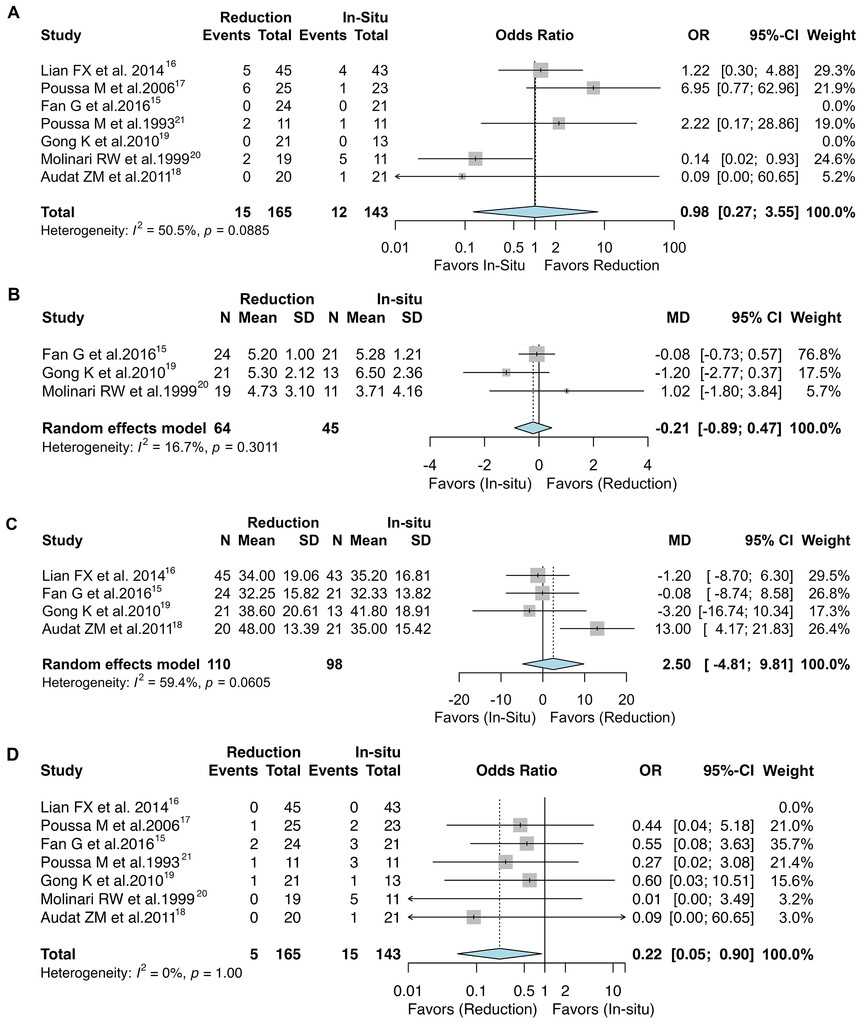 A
Reduction In-Situ
Study Events Total Events Total Odds Ratio OR 95%-CI Weight
Lian FX et al. 2014¹⁶ 5 45 4 43 1.22 [0.30; 4.88] 29.3%
Poussa M et al.2006¹⁷ 6 25 1 23 6.95 [0.77; 62.96] 21.9%
Fan G et al.2016¹⁵ 0 24 0 21 0.0%
Poussa M et al.1993²¹ 2 11 1 11 2.22 [0.17; 28.86] 19.0%
Gong K et al.2010¹⁹ 0 21 0 13 0.0%
Molinari RW et al.1999²⁰ 2 19 5 11 0.14 [0.02; 0.93] 24.6%
Audat ZM et al.2011¹⁸ 0 20 1 21 0.09 [0.00; 60.65] 5.2%
Total 15 165 12 143 0.98 [0.27; 3.55] 100.0%
Heterogeneity: I² = 50.5%, p = 0.0885
0.01 0.1 0.5 1 2 10 100
Favors In-Situ Favors Reduction
B
Reduction In-situ
Study N Mean SD N Mean SD MD 95% CI Weight
Fan G et al.2016¹⁵ 24 5.20 1.00 21 5.28 1.21 -0.08 [-0.73; 0.57] 76.8%
Gong K et al.2010¹⁹ 21 5.30 2.12 13 6.50 2.36 -1.20 [-2.77; 0.37] 17.5%
Molinari RW et al.1999²⁰ 19 4.73 3.10 11 3.71 4.16 1.02 [-1.80; 3.84] 5.7%
Random effects model 64 45 -0.21 [-0.89; 0.47] 100.0%
Heterogeneity: I² = 16.7%, p = 0.3011
-4 -2 0 2 4
Favors (In-situ) Favors (Reduction)
C
Reduction In-situ
Study N Mean SD N Mean SD MD 95% CI Weight
Lian FX et al. 2014¹⁶ 45 34.00 19.06 43 35.20 16.81 -1.20 [ -8.70; 6.30] 29.5%
Fan G et al.2016¹⁵ 24 32.25 15.82 21 32.33 13.82 -0.08 [ -8.74; 8.58] 26.8%
Gong K et al.2010¹⁹ 21 38.60 20.61 13 41.80 18.91 -3.20 [-16.74; 10.34] 17.3%
Audat ZM et al.2011¹⁸ 20 48.00 13.39 21 35.00 15.42 13.00 [ 4.17; 21.83] 26.4%
Random effects model 110 98 2.50 [ -4.81; 9.81] 100.0%
Heterogeneity: I² = 59.4%, p = 0.0605
-20 -10 0 10 20
Favors (In-Situ) Favors (Reduction)
D
Reduction In-situ
Study Events Total Events Total Odds Ratio OR 95%-CI Weight
Lian FX et al. 2014¹⁶ 0 45 0 43 0.0%
Poussa M et al.2006¹⁷ 1 25 2 23 0.44 [0.04; 5.18] 21.0%
Fan G et al.2016¹⁵ 2 24 3 21 0.55 [0.08; 3.63] 35.7%
Poussa M et al.1993²¹ 1 11 3 11 0.27 [0.02; 3.08] 21.4%
Gong K et al.2010¹⁹ 1 21 1 13 0.60 [0.03; 10.51] 15.6%
Molinari RW et al.1999²⁰ 0 19 5 11 0.01 [0.00; 3.49] 3.2%
Audat ZM et al.2011¹⁸ 0 20 1 21 0.09 [0.00; 60.65] 3.0%
Total 5 165 15 143 0.22 [0.05; 0.90] 100.0%
Heterogeneity: I² = 0%, p = 1.00
0.01 0.1 0.5 1 2 10
Favors (Reduction) Favors (In-situ)